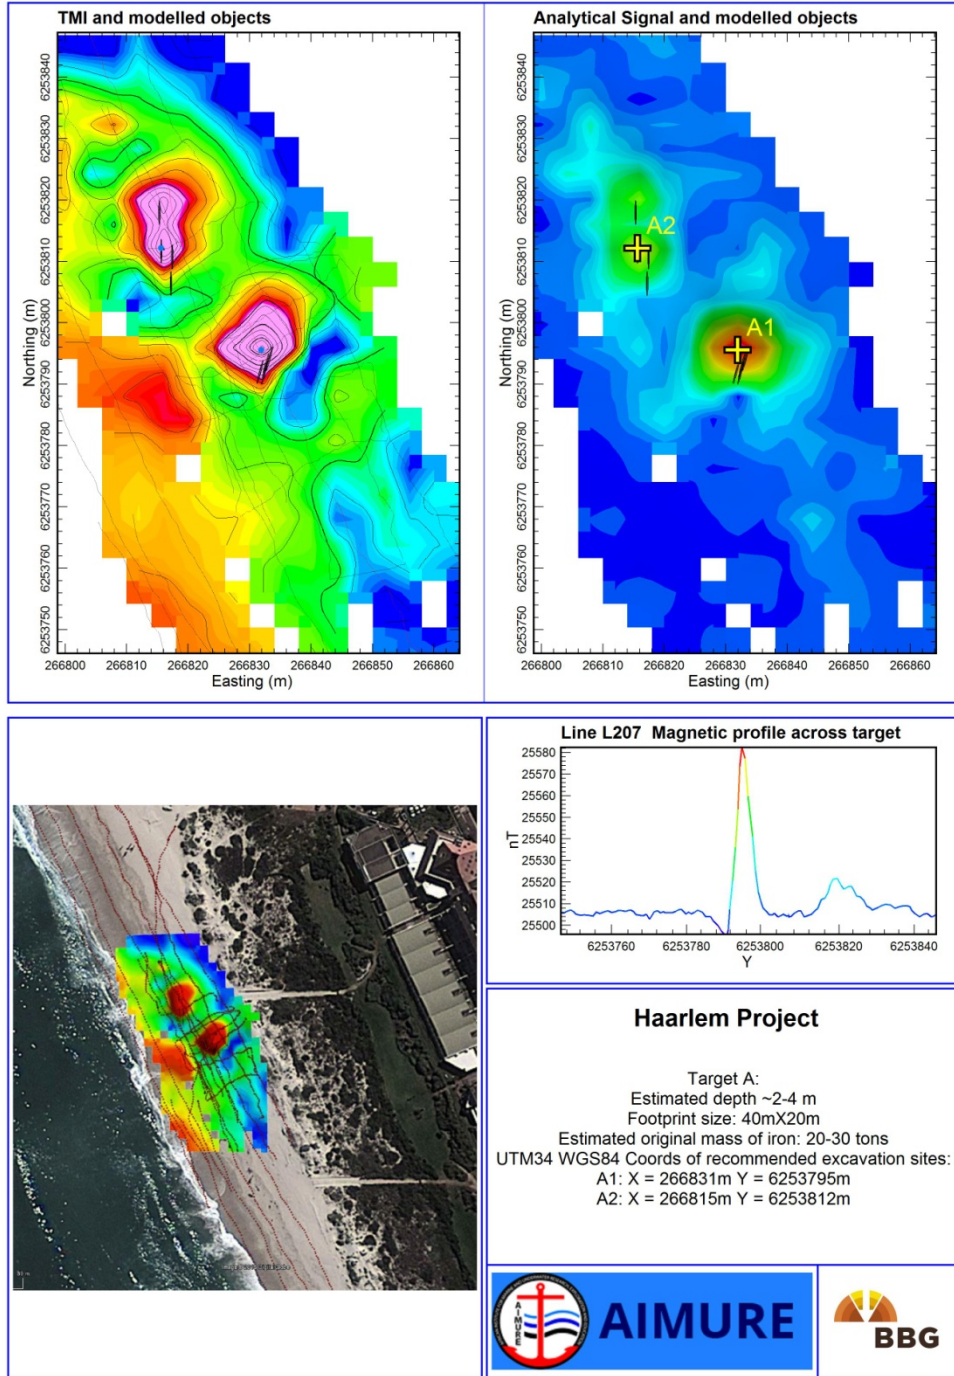 TMI and modelled objects
Northing (m)
6253840
6253830
6253820
6253810
6253800
6253790
6253780
6253770
6253760
6253750
266800 266810 266820 266830 266840 266850 266860
Easting (m)
Analytical Signal and modelled objects
Northing (m)
6253840
6253830
6253820
6253810
6253800
6253790
6253780
6253770
6253760
6253750
A2
A1
266800 266810 266820 266830 266840 266850 266860
Easting (m)
Line L207 Magnetic profile across target
nT
25580
25570
25560
25550
25540
25530
25520
25510
25500
6253760 6253780 6253800 6253820 6253840
Y
Haarlem Project
Target A:
Estimated depth ~2-4 m
Footprint size: 40mX20m
Estimated original mass of iron: 20-30 tons
UTM34 WGS84 Coords of recommended excavation sites:
A1: X = 266831m Y = 6253795m
A2: X = 266815m Y = 6253812m
AIMURE
AIMURE
BBG